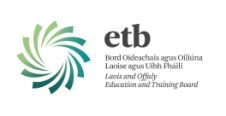 etb
Bord Oideachais agus Oiliúna
Laoise agus Uíbh Fhailí
Laois and Offaly
Education and Training Board